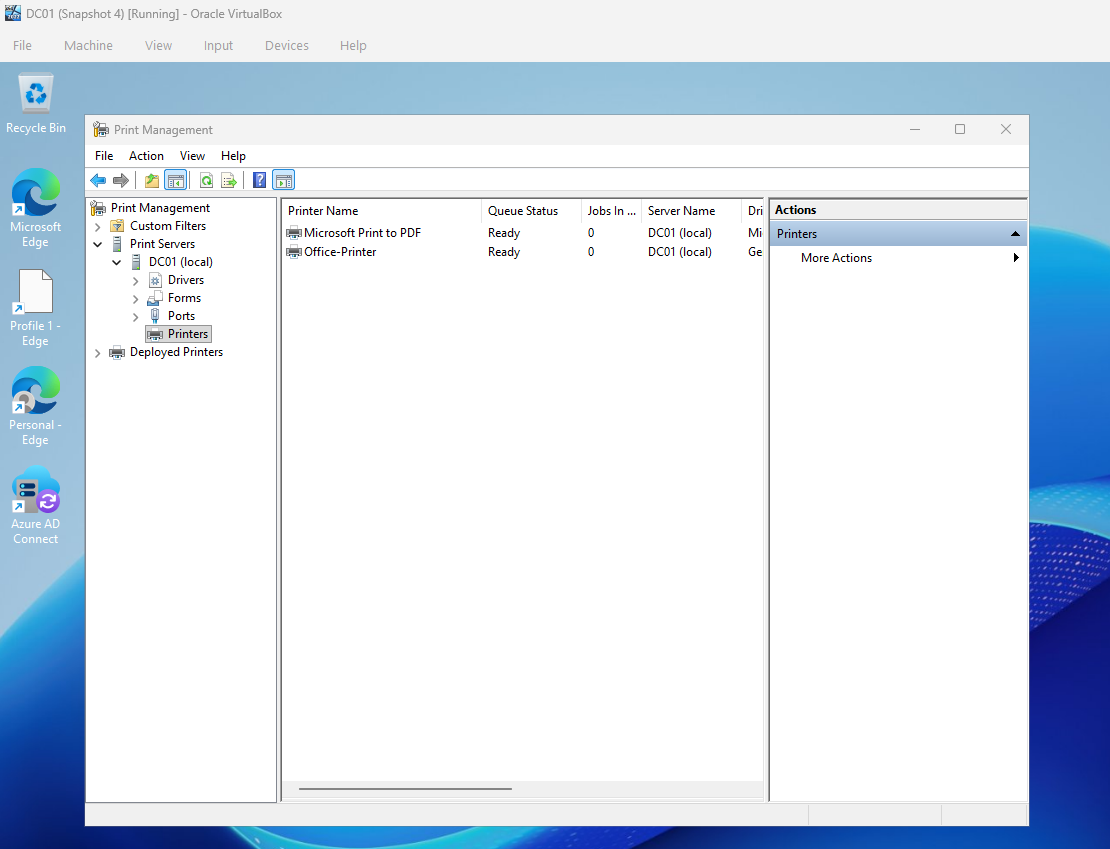 DC01 (Snapshot 4) [Running] - Oracle VirtualBox
File Machine View Input Devices Help
Recycle Bin
Microsoft
Edge
Profile 1 -
Edge
Personal -
Edge
Azure AD
Connect
Print Management
File Action View Help
Print Management
Custom Filters
Print Servers
DC01 (local)
Drivers
Forms
Ports
Printers
Deployed Printers
Printer Name Queue Status Jobs In ... Server Name Dri
Microsoft Print to PDF Ready 0 DC01 (local) Mi
Office-Printer Ready 0 DC01 (local) Ge
Actions
Printers
More Actions